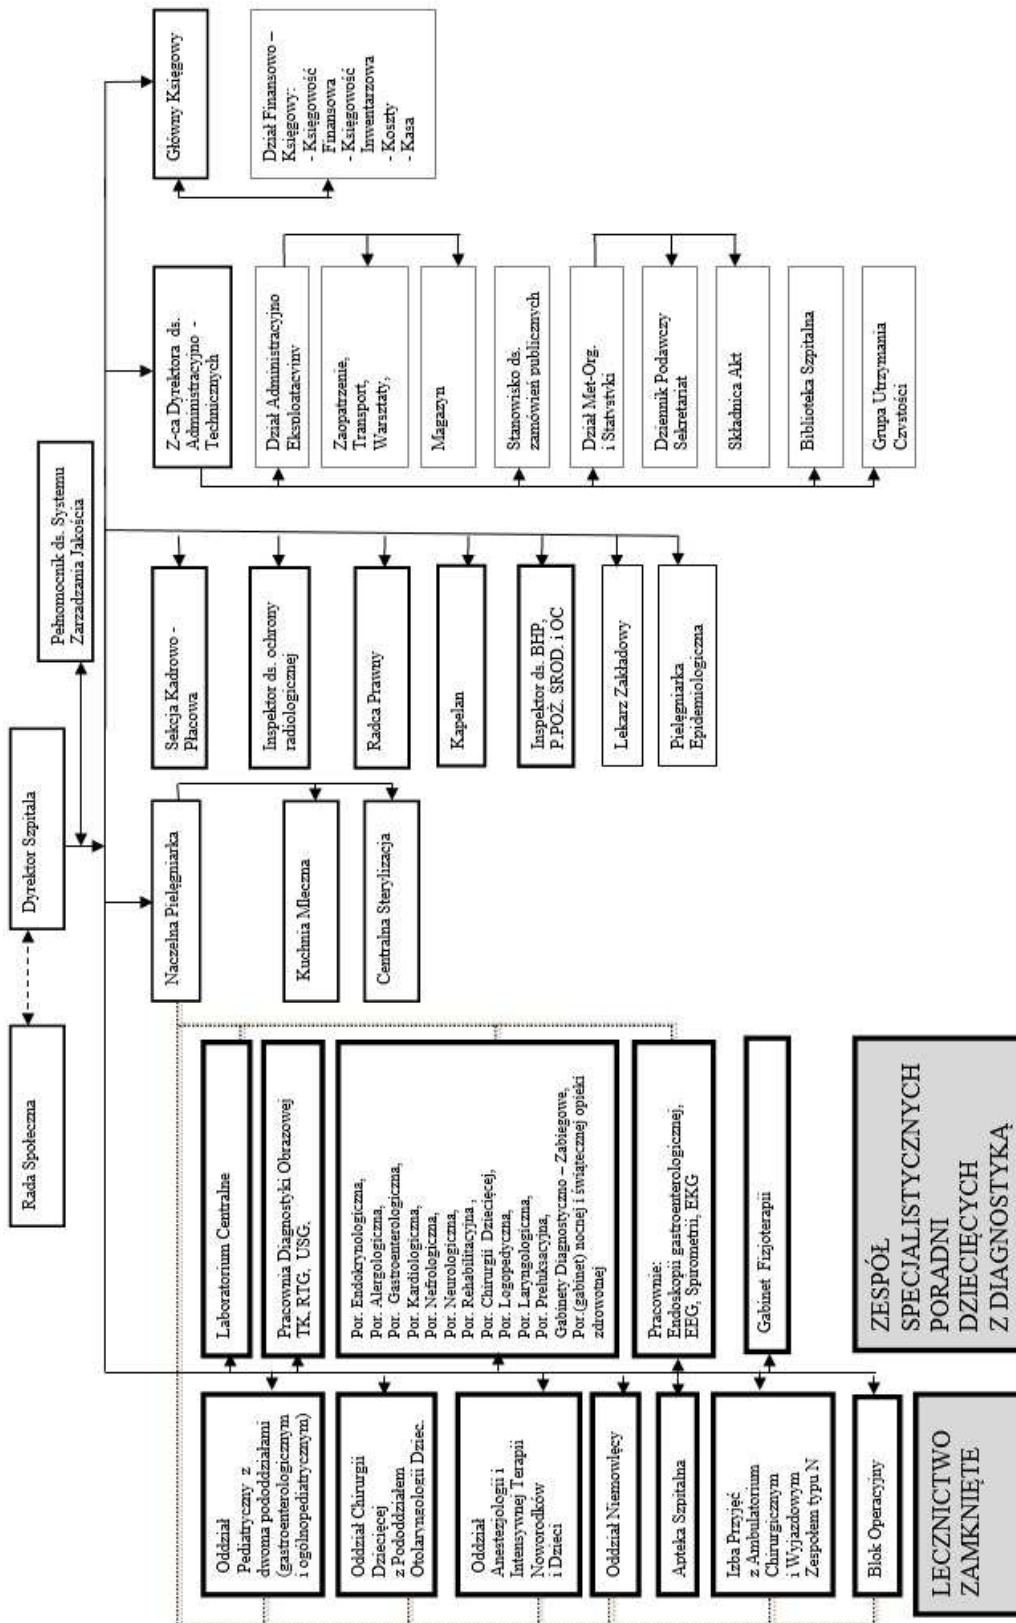 Rada Społeczna
Dyrektor Szpitala
Pełnomocnik ds. Systemu
Zarzadzania Jakościa
Naczelna Pielęgniarka
Kuchnia Mleczna
Centralna Sterylizacja
Sekcja Kadrowo -
Płacowa
Inspektor ds. ochrony
radiologicznej
Radca Prawny
Kapelan
Inspektor ds. BHP,
P.POŻ. ŚROD. i OC
Lekarz Zakładowy
Pielęgniarka
Epidemiologiczna
Z-ca Dyrektora ds.
Administracyjno -
Technicznych
Dział Administracyjno
Eksploatacyjny
Zaopatrzenie,
Transport,
Warsztaty,
Magazyn
Stanowisko ds.
zamówień publicznych
Dział Met-Org.
i Statystyki
Dziennik Podawczy
Sekretariat
Składnica Akt
Biblioteka Szpitalna
Grupa Utrzymania
Czystości
Główny Księgowy
Dział Finansowo –
Księgowy:
- Księgowość
Finansowa
- Księgowość
Inwentarzowa
- Koszty
- Kasa
Laboratorium Centralne
Pracownia Diagnostyki Obrazowej
TK, RTG, USG,
Por. Endokrynologiczna,
Por. Alergologiczna,
Por. Gastroenterologiczna,
Por. Kardiologiczna,
Por. Nefrologiczna,
Por. Neurologiczna,
Por. Rehabilitacyjna ,
Por. Chirurgii Dziecięcej,
Por. Logopedyczna,
Por. Laryngologiczna,
Por. Preluksacyjna,
Gabinety Diagnostyczno – Zabiegowe,
Por.(gabinet) nocnej i świątecznej opieki
zdrowotnej
Pracownie:
Endoskopii gastroenterologicznej,
EEG, Spirometrii, EKG
Gabinet Fizjoterapii
ZESPÓŁ
SPECJALISTYCZNYCH
PORADNI
DZIECIĘCYCH
Z DIAGNOSTYKĄ
Oddział
Pediatryczny z
dwoma pododdziałami
(gastroenterologicznym
i ogólnopediatrycznym)
Oddział Chirurgii
Dziecięcej
z Pododdziałem
Otolaryngologii Dziec.
Oddział
Anestezjologii i
Intensywnej Terapii
Noworodków
i Dzieci
Oddział Niemowlęcy
Apteka Szpitalna
Izba Przyjęć
z Ambulatorium
Chirurgicznym
i Wyjazdowym
Zespołem typu N
Blok Operacyjny
LECZNICTWO
ZAMKNIĘTE